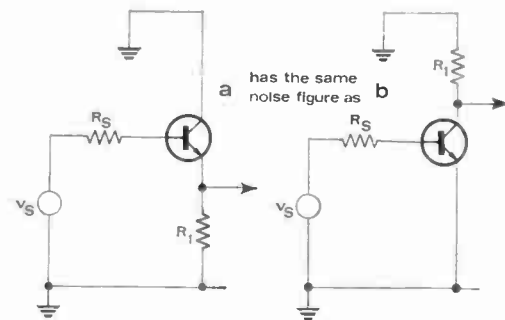 a
has the same
noise figure as
b
RS
vS
R1
RS
vS
R1